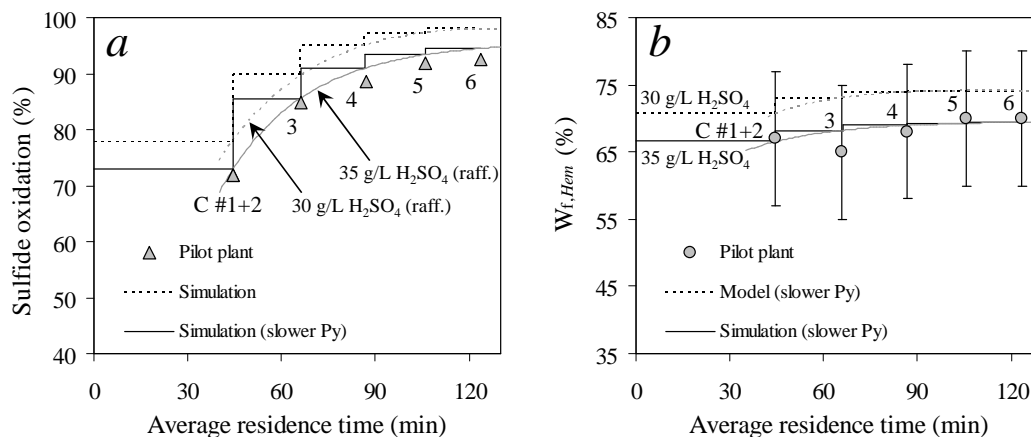 a
Sulfide oxidation (%)
100
90
80
70
60
50
40
3
4
5
6
C #1+2
35 g/L H₂SO₄ (raff.)
30 g/L H₂SO₄ (raff.)
Pilot plant
Simulation
Simulation (slower Py)
0
30
60
90
120
Average residence time (min)
b
W_f,Hem (%)
85
75
65
55
45
35
30 g/L H₂SO₄
C #1+2
35 g/L H₂SO₄
3
4
5
6
Pilot plant
Model (slower Py)
Simulation (slower Py)
0
30
60
90
120
Average residence time (min)